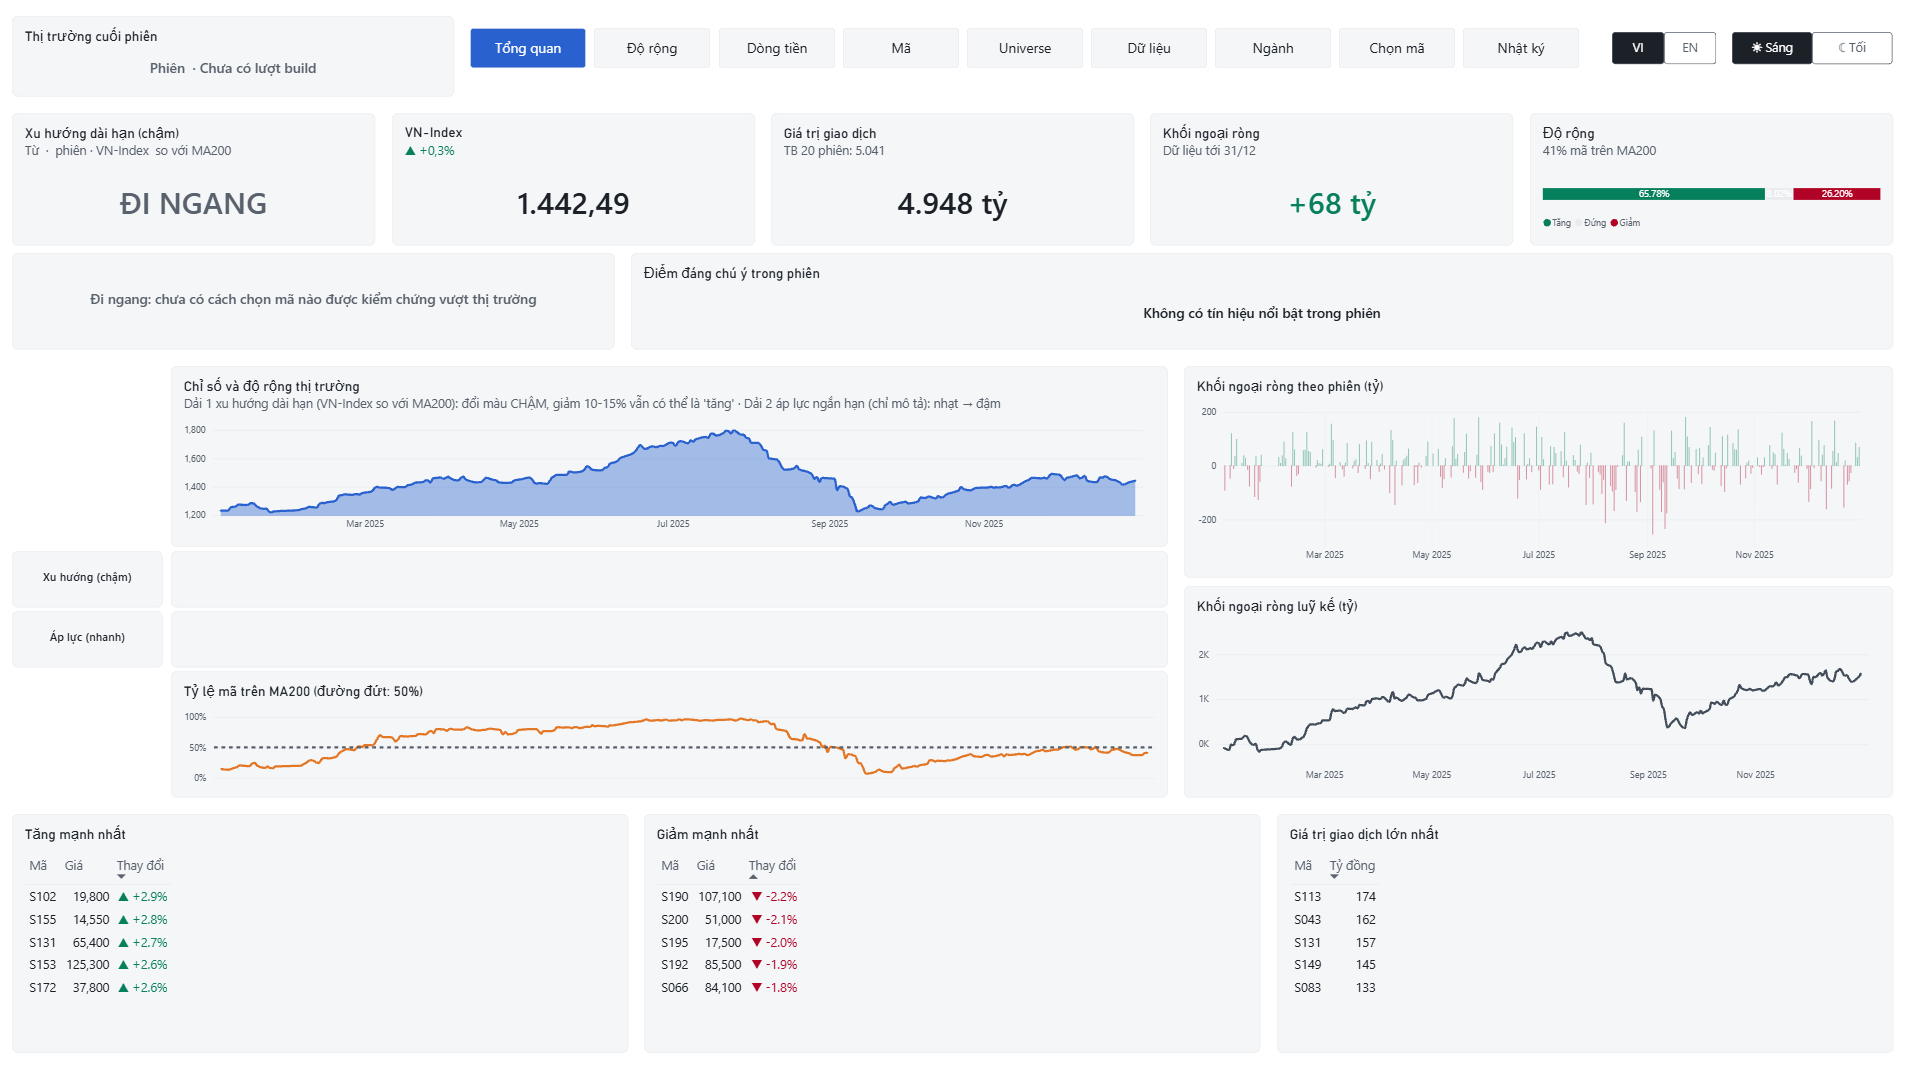 Thị trường cuối phiên
Phiên · Chưa có lượt build
Tổng quan
Độ rộng
Dòng tiền
Mã
Universe
Dữ liệu
Ngành
Chọn mã
Nhật ký
VI
EN
☀ Sáng
☾ Tối
Xu hướng dài hạn (chậm)
Từ · phiên · VN-Index so với MA200
ĐI NGANG
VN-Index
▲ +0,3%
1.442,49
Giá trị giao dịch
TB 20 phiên: 5.041
4.948 tỷ
Khối ngoại ròng
Dữ liệu tới 31/12
+68 tỷ
Độ rộng
41% mã trên MA200
65.78%
26.20%
Tăng Đứng Giảm
Đi ngang: chưa có cách chọn mã nào được kiểm chứng vượt thị trường
Điểm đáng chú ý trong phiên
Không có tín hiệu nổi bật trong phiên
Chỉ số và độ rộng thị trường
Dải 1 xu hướng dài hạn (VN-Index so với MA200): đổi màu CHẬM, giảm 10-15% vẫn có thể là 'tăng' · Dải 2 áp lực ngắn hạn (chỉ mô tả): nhạt → đậm
1,800
1,600
1,400
1,200
Mar 2025 May 2025 Jul 2025 Sep 2025 Nov 2025
Xu hướng (chậm)
Áp lực (nhanh)
Tỷ lệ mã trên MA200 (đường đứt: 50%)
100%
50%
0%
Khối ngoại ròng theo phiên (tỷ)
200
0
-200
Mar 2025 May 2025 Jul 2025 Sep 2025 Nov 2025
Khối ngoại ròng luỹ kế (tỷ)
2K
1K
0K
Mar 2025 May 2025 Jul 2025 Sep 2025 Nov 2025
Tăng mạnh nhất
Mã Giá Thay đổi
S102 19,800 ▲ +2.9%
S155 14,550 ▲ +2.8%
S131 65,400 ▲ +2.7%
S153 125,300 ▲ +2.6%
S172 37,800 ▲ +2.6%
Giảm mạnh nhất
Mã Giá Thay đổi
S190 107,100 ▼ -2.2%
S200 51,000 ▼ -2.1%
S195 17,500 ▼ -2.0%
S192 85,500 ▼ -1.9%
S066 84,100 ▼ -1.8%
Giá trị giao dịch lớn nhất
Mã Tỷ đồng
S113 174
S043 162
S131 157
S149 145
S083 133